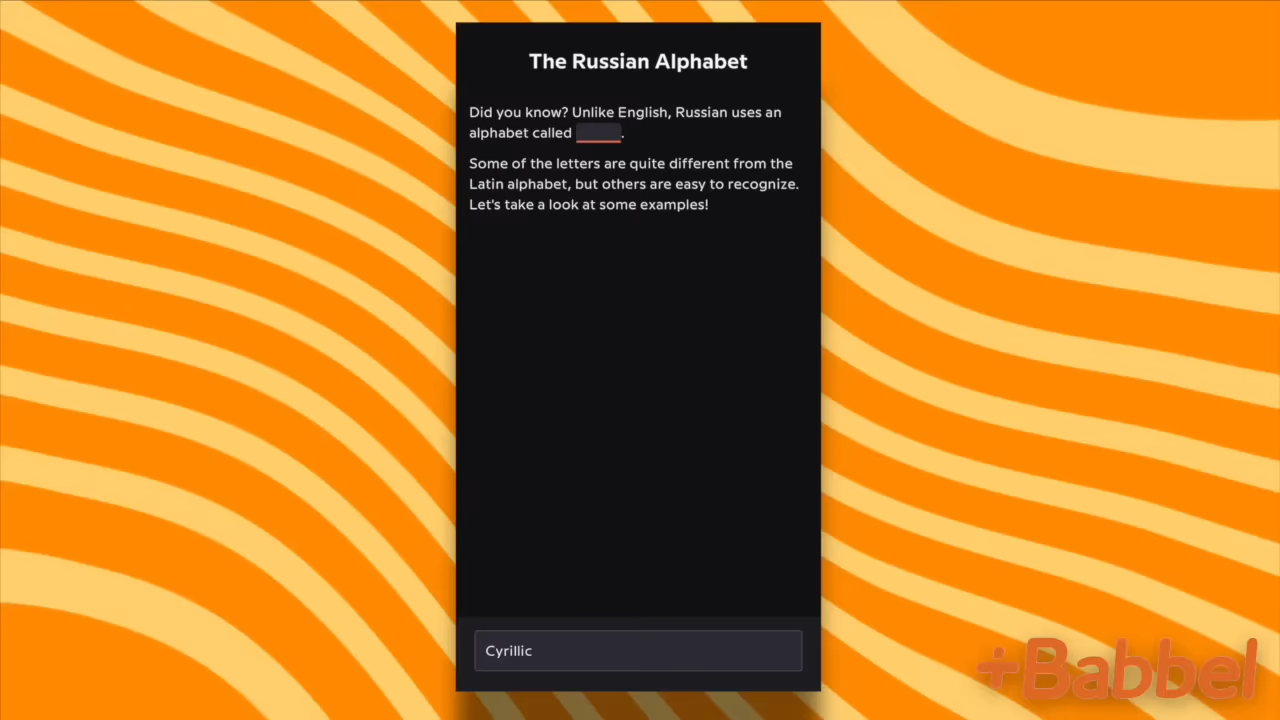 The Russian Alphabet
Did you know? Unlike English, Russian uses an
alphabet called .
Some of the letters are quite different from the
Latin alphabet, but others are easy to recognize.
Let's take a look at some examples!
Cyrillic
+Babbel